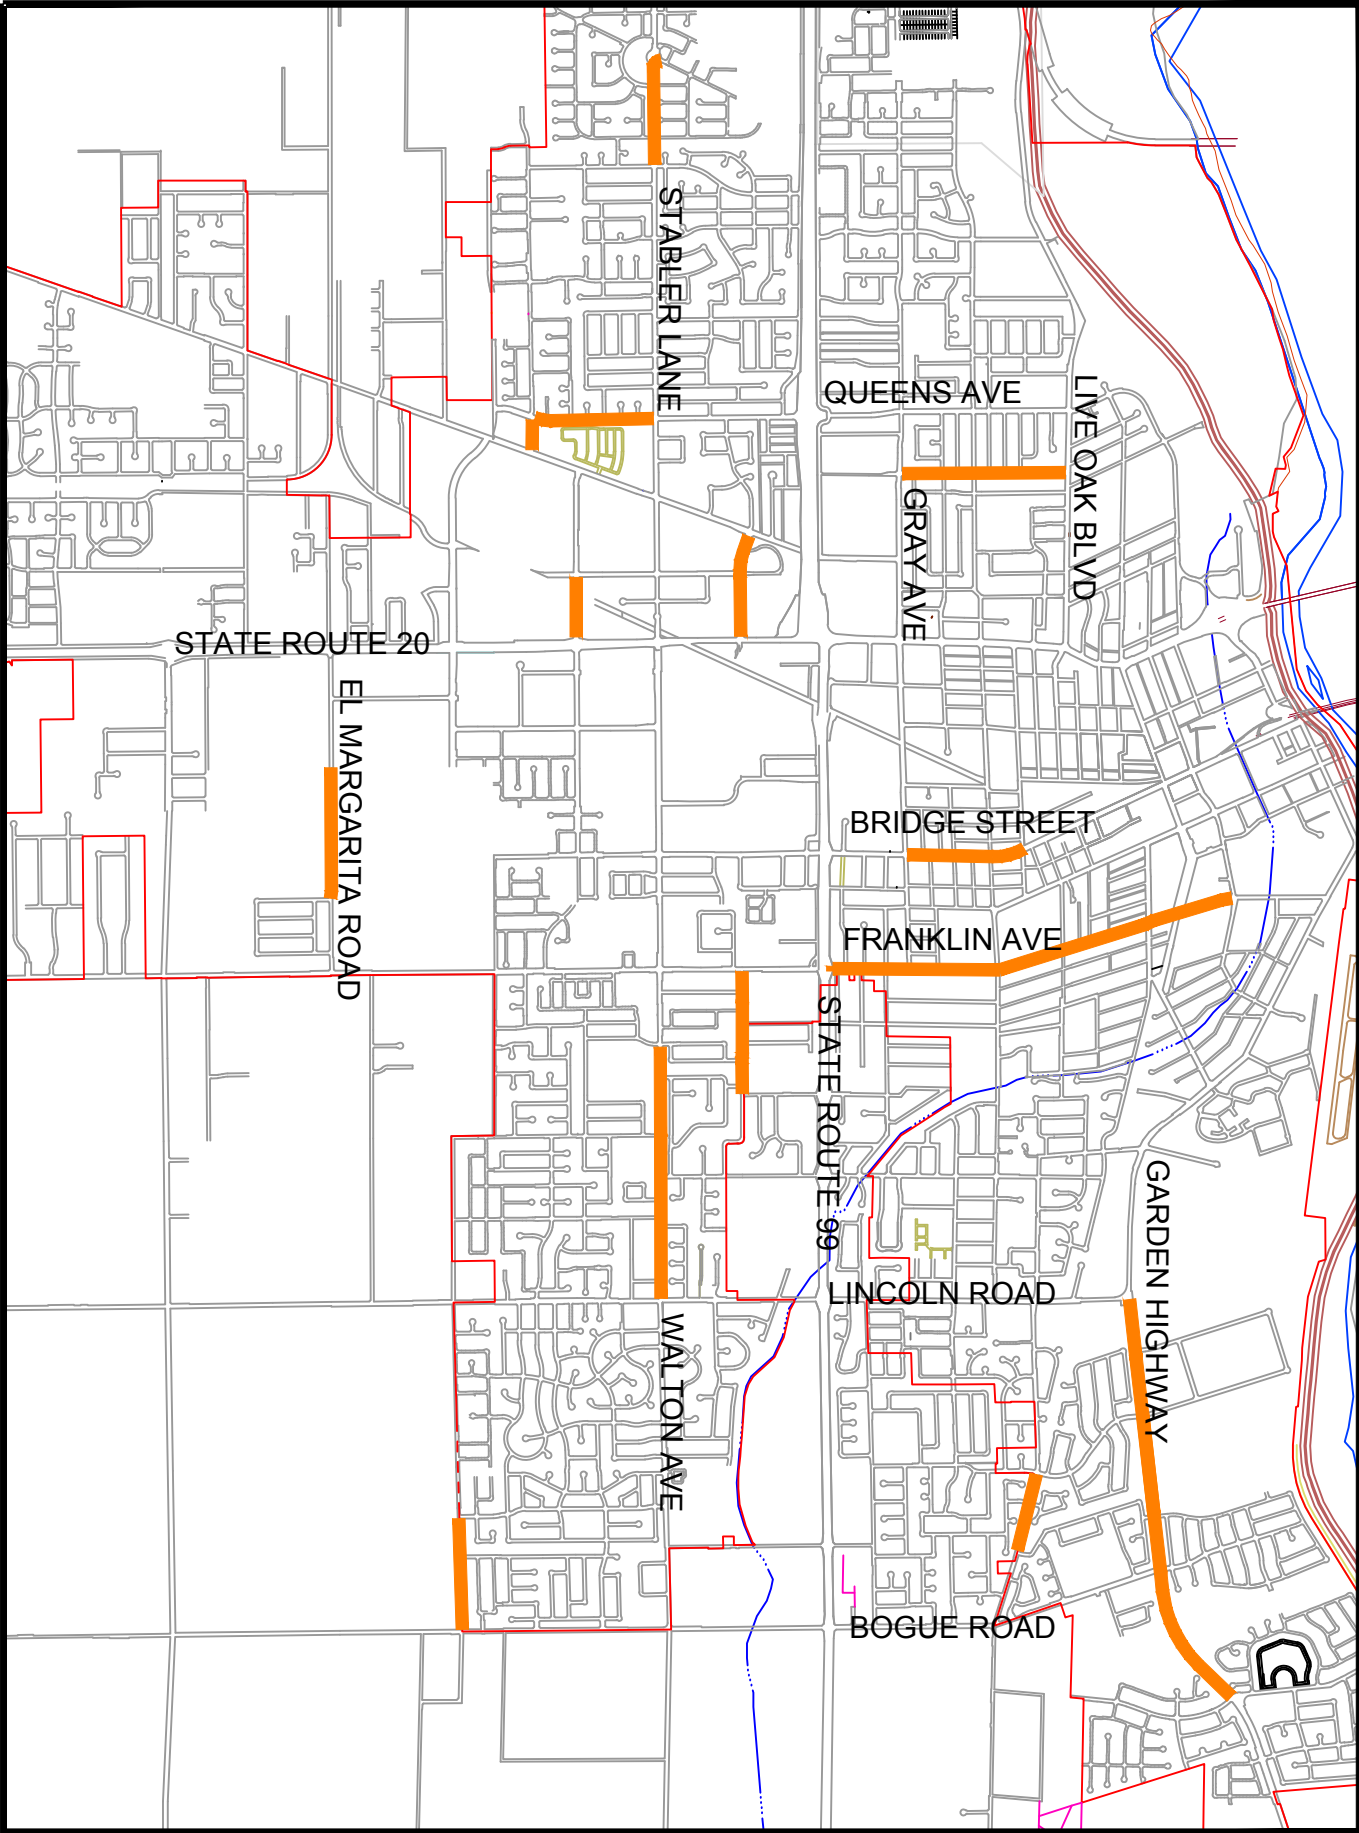 STABLER LANE
QUEENS AVE
LIVE OAK BLVD
GRAY AVE
STATE ROUTE 20
EL MARGARITA ROAD
BRIDGE STREET
FRANKLIN AVE
STATE ROUTE 99
GARDEN HIGHWAY
LINCOLN ROAD
WALTON AVE
BOGUE ROAD